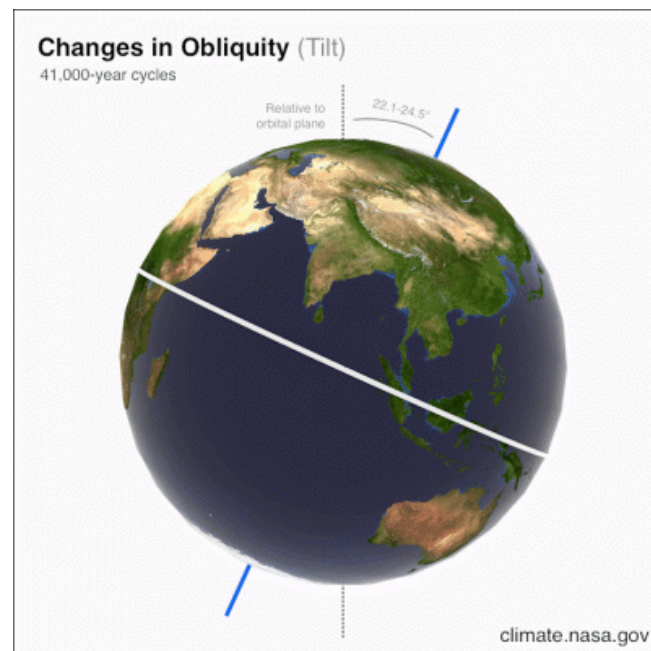 Changes in Obliquity (Tilt)
41,000-year cycles
Relative to
orbital plane
22.1-24.5°
climate.nasa.gov